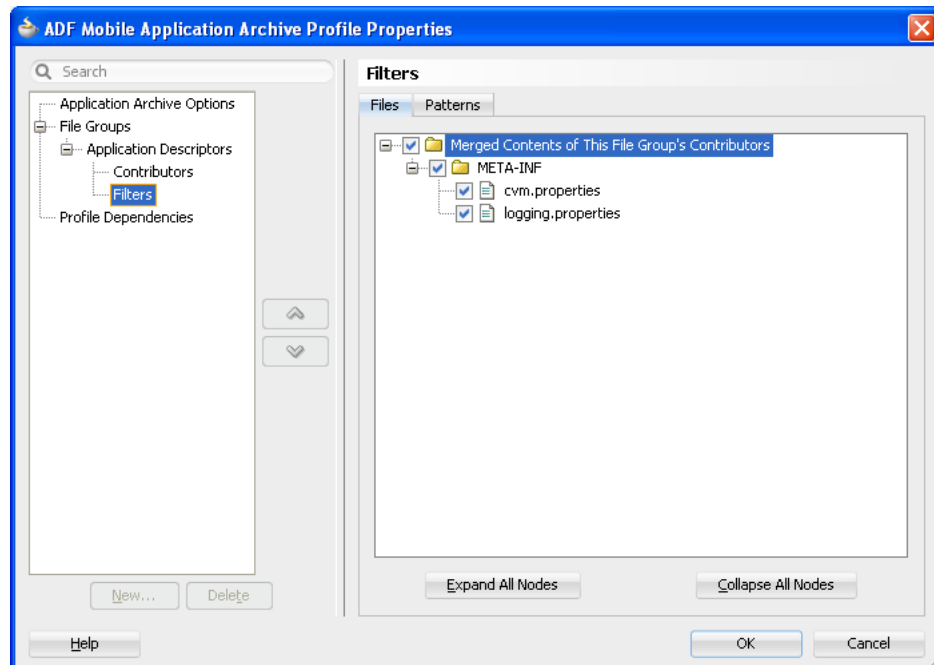 ADF Mobile Application Archive Profile Properties
Search
Application Archive Options
File Groups
Application Descriptors
Contributors
Filters
Profile Dependencies
New...
Delete
Filters
Files
Patterns
Merged Contents of This File Group's Contributors
META-INF
cvm.properties
logging.properties
Expand All Nodes
Collapse All Nodes
Help
OK
Cancel